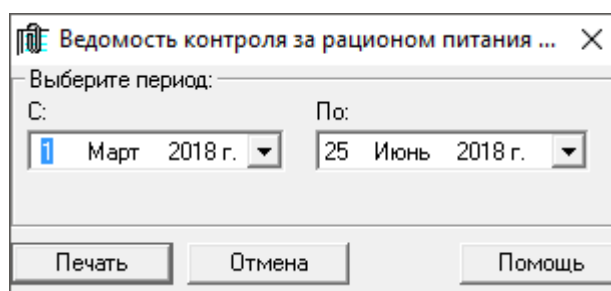 Ведомость контроля за рационом питания ...
Выберите период:
С: По:
1 Март 2018 г. 25 Июнь 2018 г.
Печать Отмена Помощь